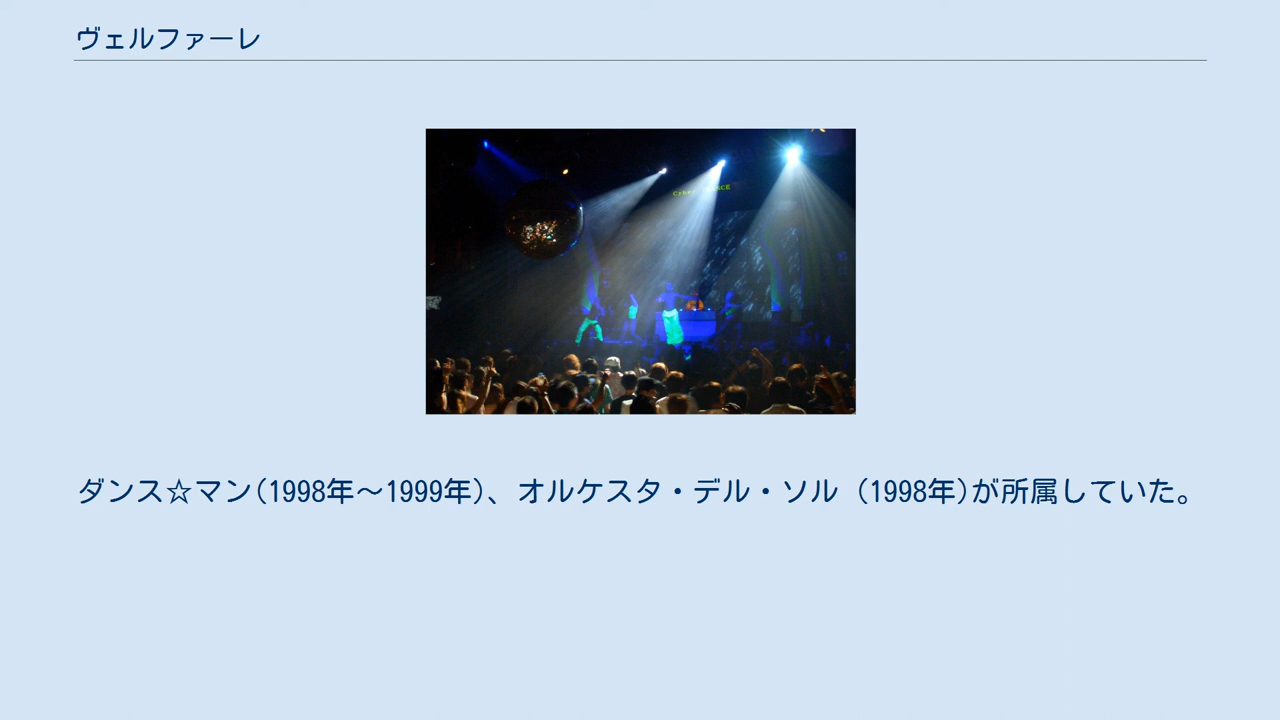 ヴェルファーレ
ダンス☆マン(1998年～1999年)、オルケスタ・デル・ソル (1998年)が所属していた。